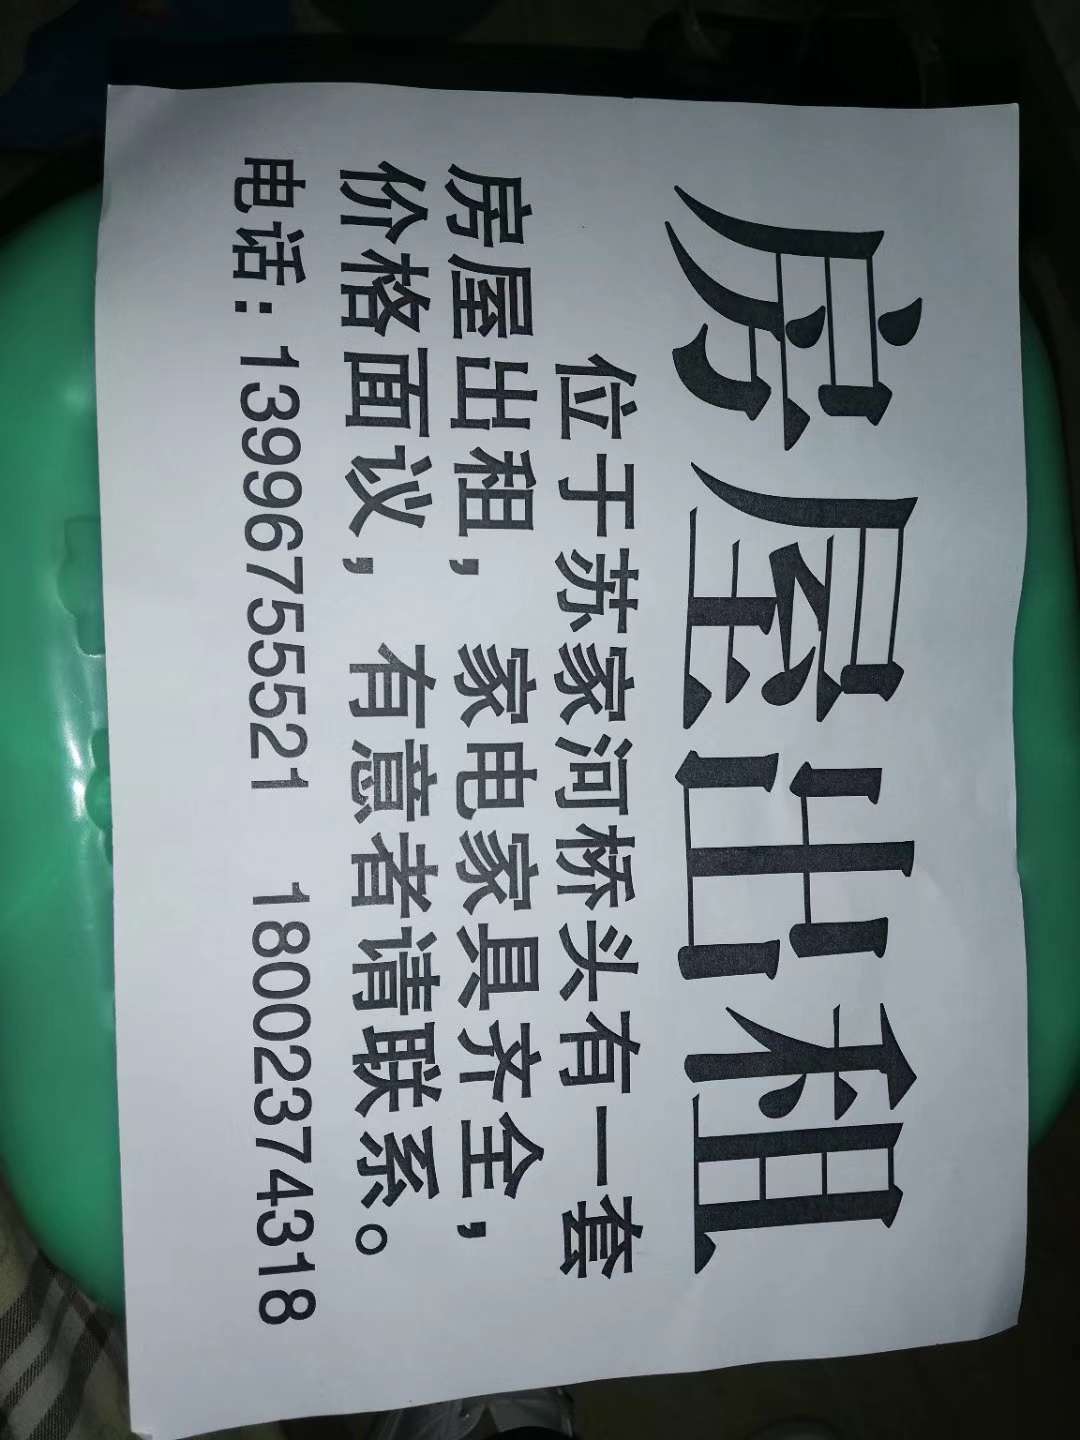 房屋出租
位于苏家河桥头有一套
房屋出租，家电家具齐全，
价格面议，有意者请联系。
电话：13996755521 18002374318